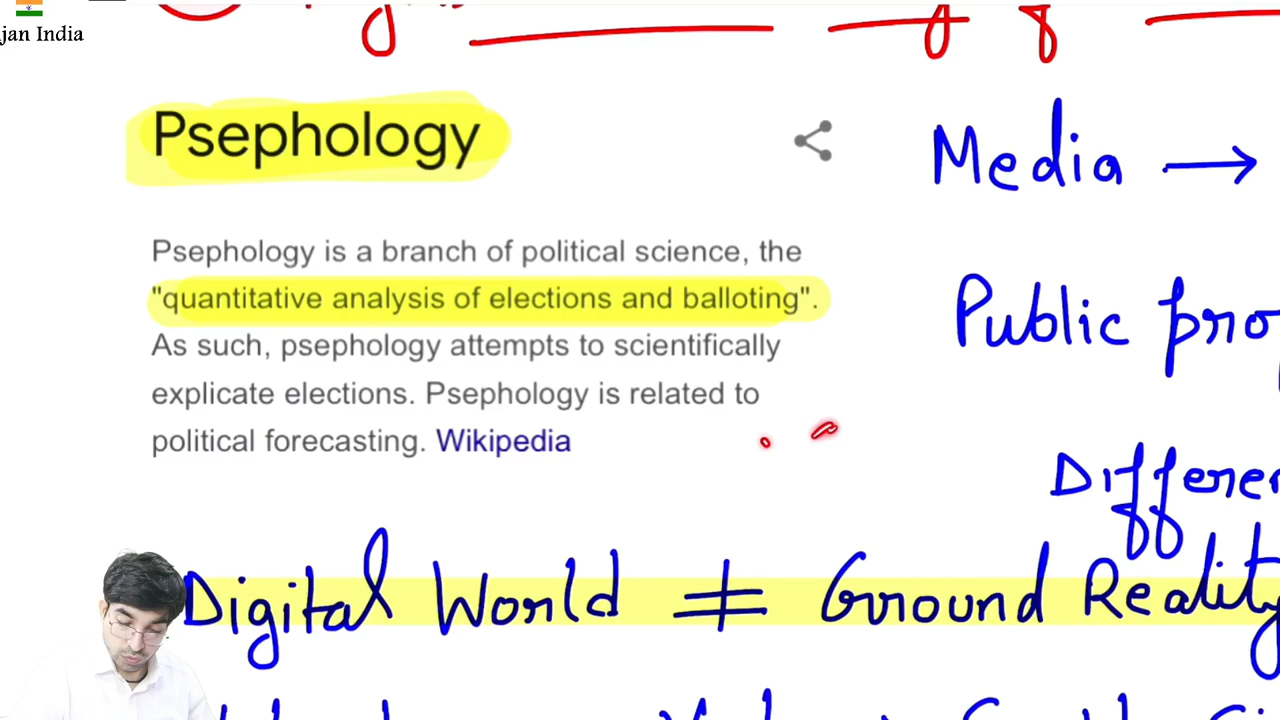 jan India
Psephology
Media →
Psephology is a branch of political science, the
"quantitative analysis of elections and balloting".
As such, psephology attempts to scientifically
explicate elections. Psephology is related to
political forecasting. Wikipedia
Public pro
Differen
Digital World ≠ Ground Reality